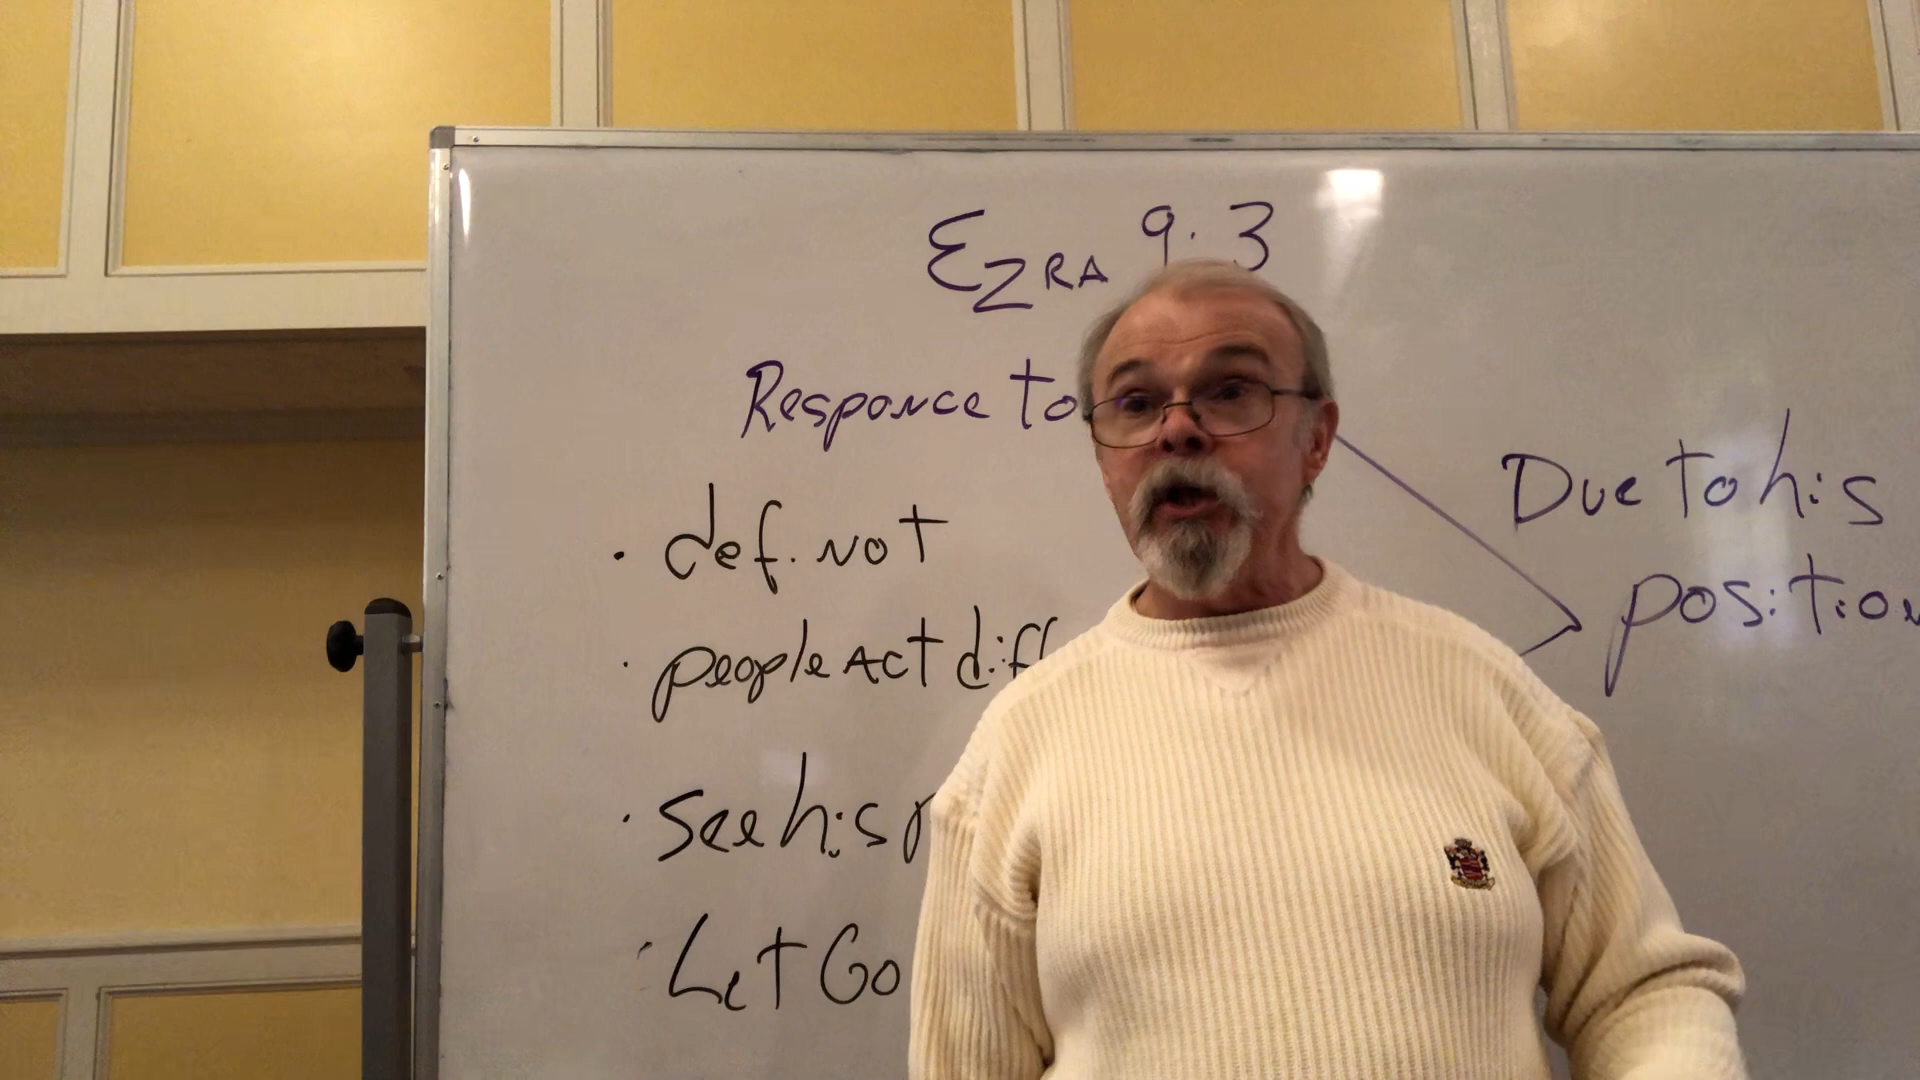 EZRA 9:3
Responce to
· def. not
· people Act diff
· see his
· Let Go
Due to his
position